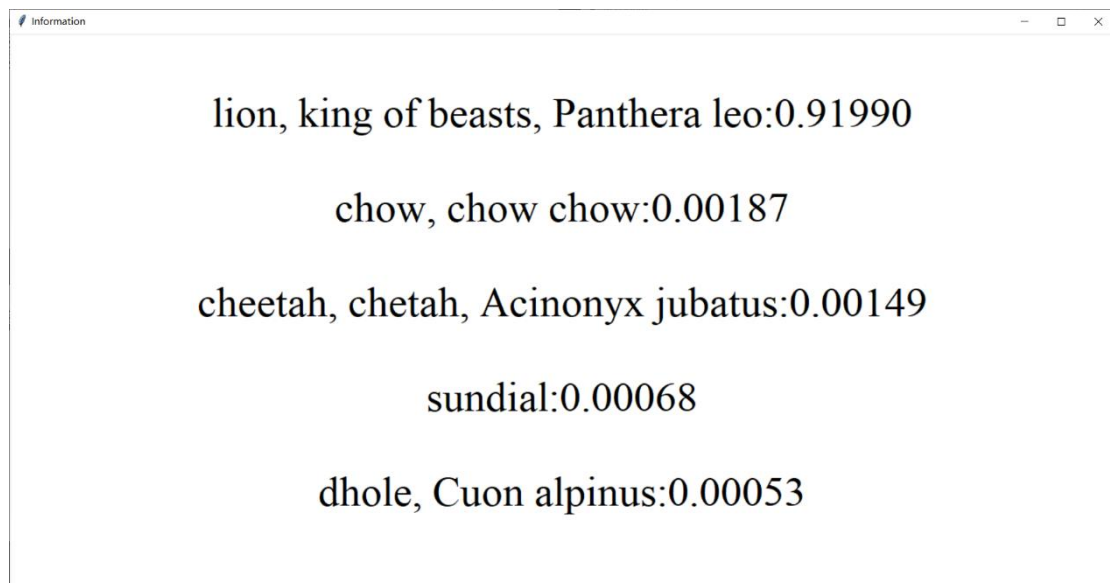 Information
lion, king of beasts, Panthera leo:0.91990
chow, chow chow:0.00187
cheetah, chetah, Acinonyx jubatus:0.00149
sundial:0.00068
dhole, Cuon alpinus:0.00053